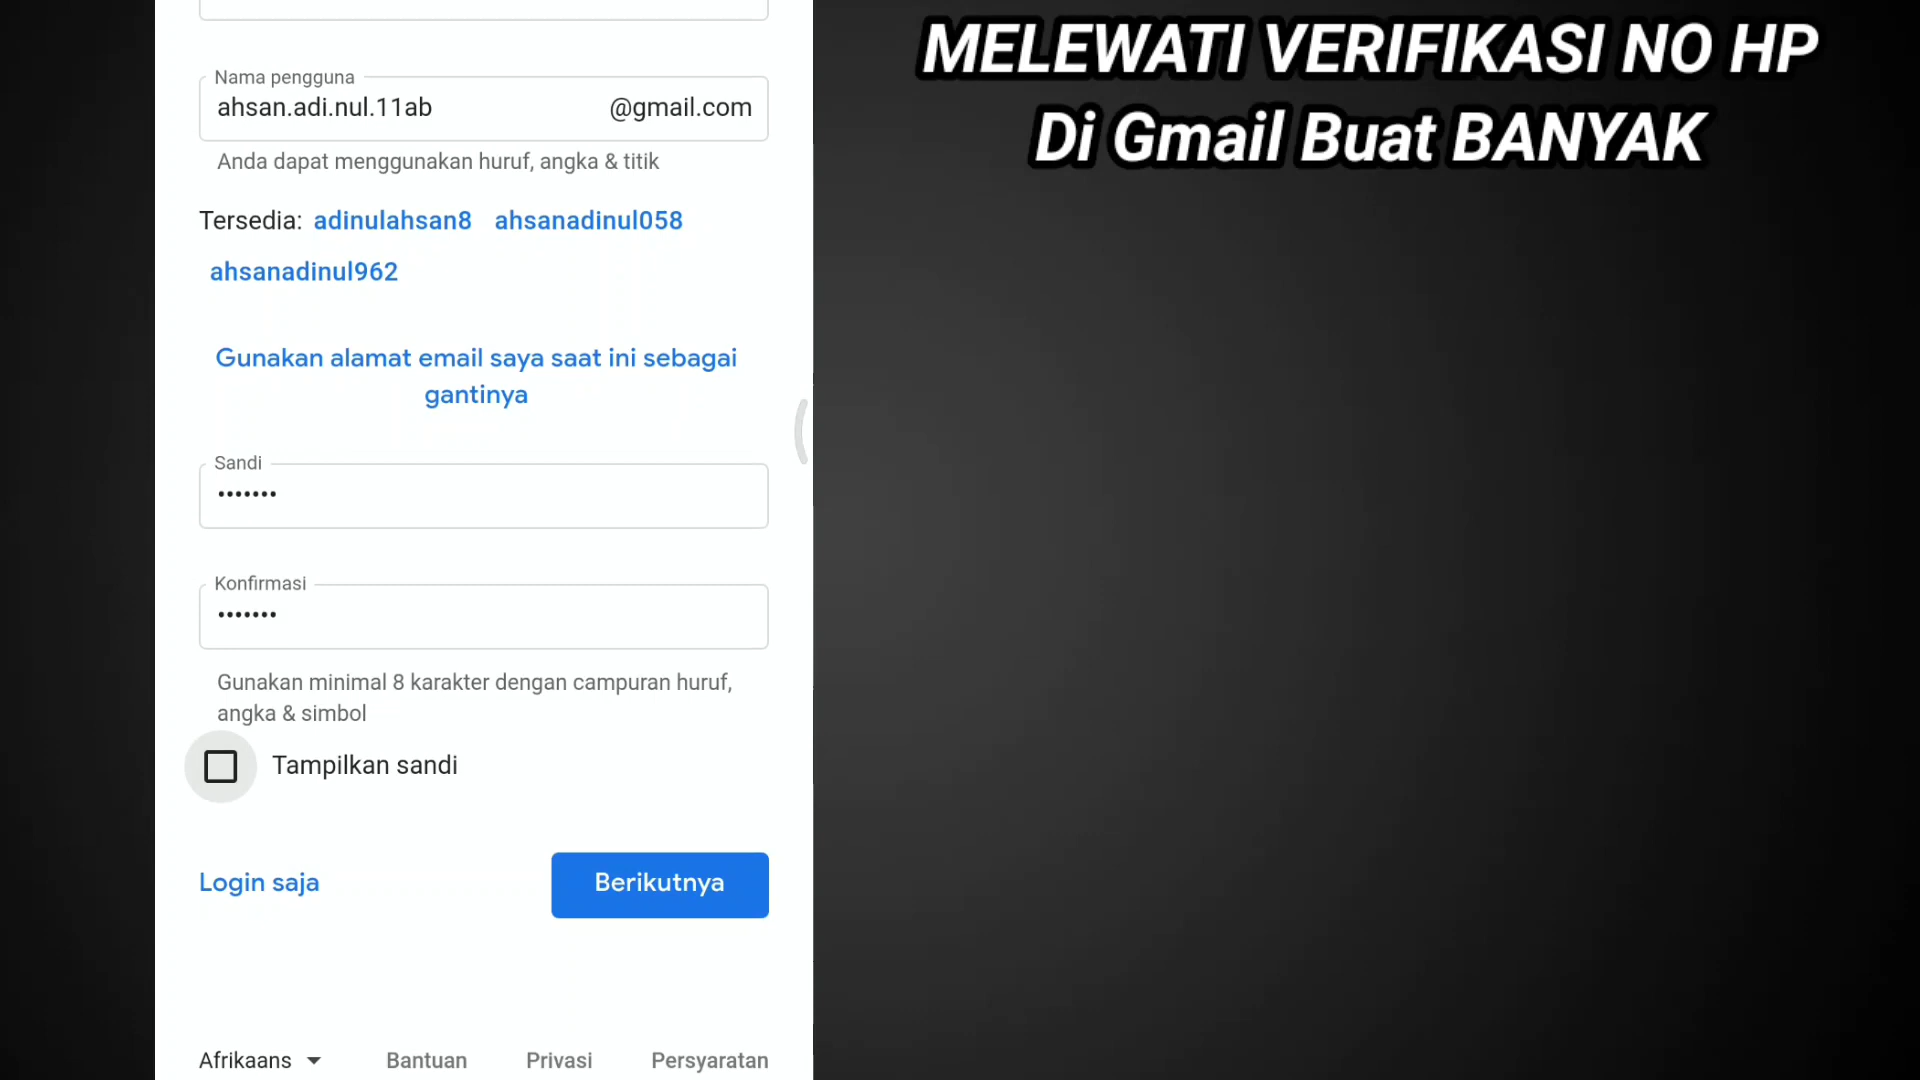 MELEWATI VERIFIKASI NO HP
Di Gmail Buat BANYAK
Nama pengguna
ahsan.adi.nul.11ab @gmail.com
Anda dapat menggunakan huruf, angka & titik
Tersedia: adinulahsan8 ahsanadinul058
ahsanadinul962
Gunakan alamat email saya saat ini sebagai
gantinya
Sandi
•••••••
Konfirmasi
•••••••
Gunakan minimal 8 karakter dengan campuran huruf,
angka & simbol
Tampilkan sandi
Login saja Berikutnya
Afrikaans Bantuan Privasi Persyaratan